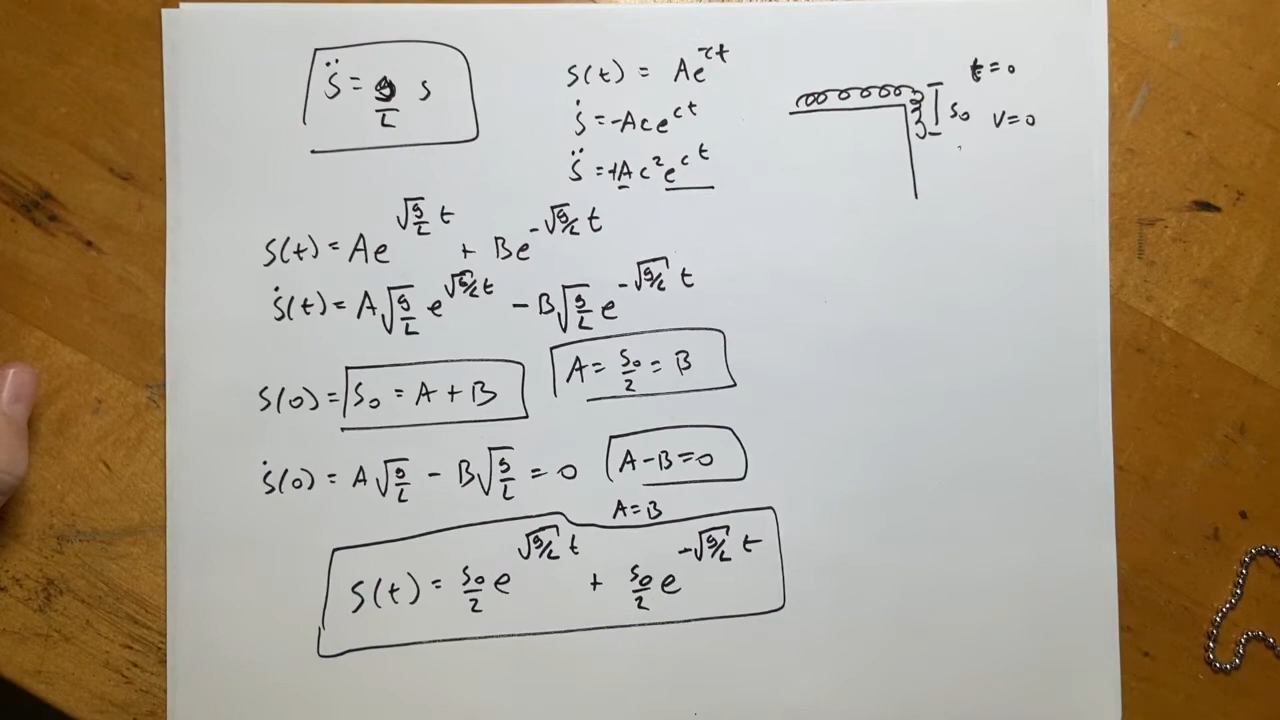 s̈ = g/L s
s(t) = Ae^ct
ṡ = -Ace^ct
s̈ = +Ac²e^ct
t=0
s₀
v=0
s(t) = Ae^√(g/L) t + Be^-√(g/L) t
ṡ(t) = A√(g/L) e^√(g/L) t - B√(g/L) e^-√(g/L) t
s(0) = s₀ = A + B
A = s₀/2 = B
ṡ(0) = A√(g/L) - B√(g/L) = 0
A-B=0
A=B
s(t) = s₀/2 e^√(g/L) t + s₀/2 e^-√(g/L) t